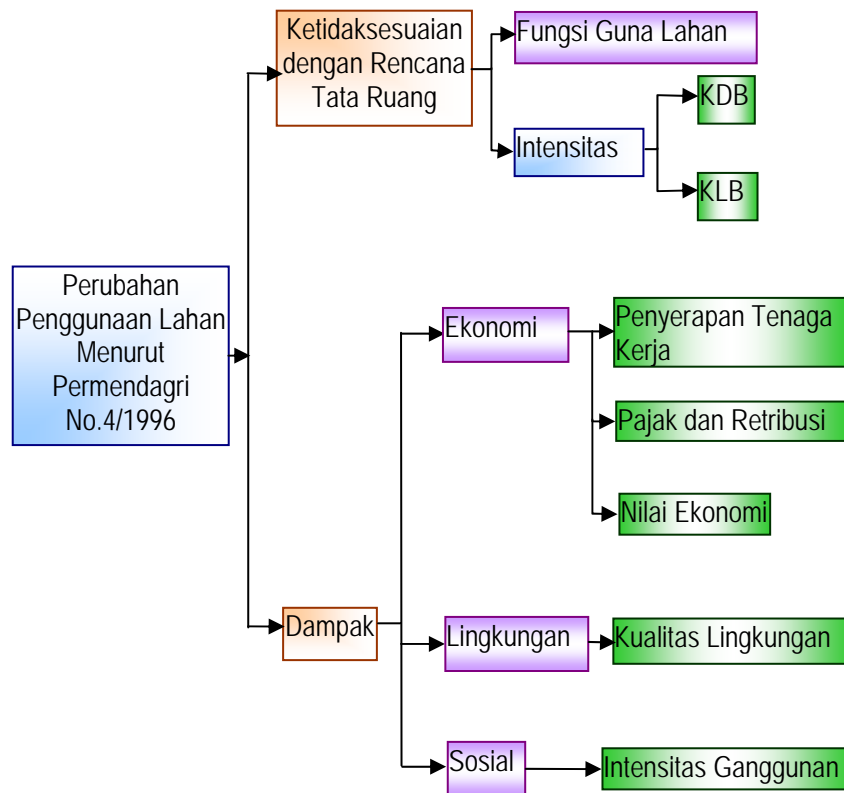 Ketidaksesuaian
dengan Rencana
Tata Ruang
Fungsi Guna Lahan
KDB
Intensitas
KLB
Perubahan
Penggunaan Lahan
Menurut
Permendagri
No.4/1996
Ekonomi
Penyerapan Tenaga
Kerja
Pajak dan Retribusi
Nilai Ekonomi
Dampak
Lingkungan
Kualitas Lingkungan
Sosial
Intensitas Ganggunan